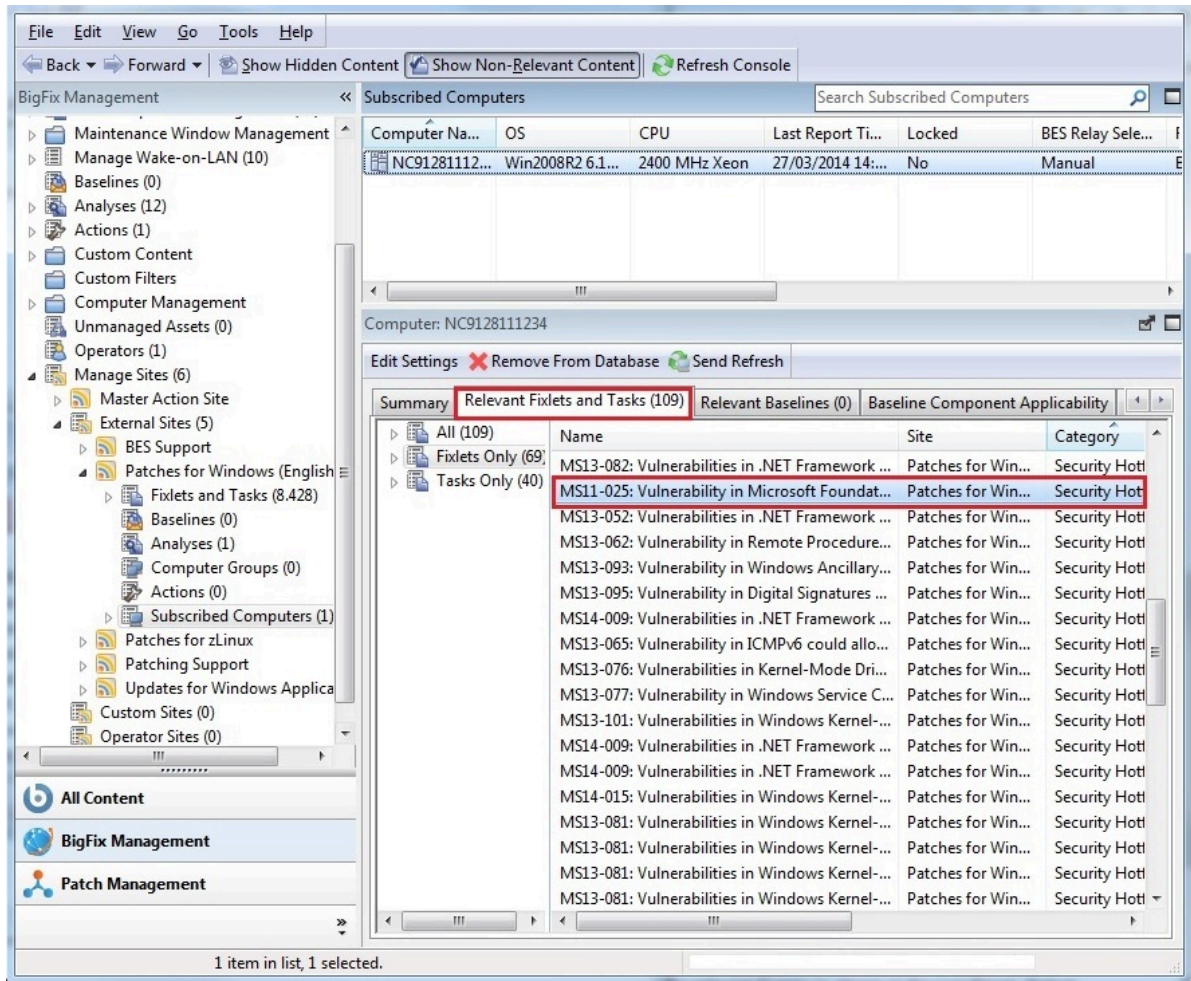 File Edit View Go Tools Help
Back Forward Show Hidden Content Show Non-Relevant Content Refresh Console
BigFix Management «
Maintenance Window Management
Manage Wake-on-LAN (10)
Baselines (0)
Analyses (12)
Actions (1)
Custom Content
Custom Filters
Computer Management
Unmanaged Assets (0)
Operators (1)
Manage Sites (6)
Master Action Site
External Sites (5)
BES Support
Patches for Windows (English
Fixlets and Tasks (8.428)
Baselines (0)
Analyses (1)
Computer Groups (0)
Actions (0)
Subscribed Computers (1)
Patches for zLinux
Patching Support
Updates for Windows Applica
Custom Sites (0)
Operator Sites (0)
All Content
BigFix Management
Patch Management
»
Subscribed Computers Search Subscribed Computers
Computer Na... OS CPU Last Report Ti... Locked BES Relay Sele...
NC91281112... Win2008R2 6.1... 2400 MHz Xeon 27/03/2014 14:... No Manual
Computer: NC9128111234
Edit Settings Remove From Database Send Refresh
Summary Relevant Fixlets and Tasks (109) Relevant Baselines (0) Baseline Component Applicability
All (109)
Fixlets Only (69)
Tasks Only (40)
Name Site Category
MS13-082: Vulnerabilities in .NET Framework ... Patches for Win... Security Hotf
MS11-025: Vulnerability in Microsoft Foundat... Patches for Win... Security Hot
MS13-052: Vulnerabilities in .NET Framework ... Patches for Win... Security Hotf
MS13-062: Vulnerability in Remote Procedure... Patches for Win... Security Hotf
MS13-093: Vulnerability in Windows Ancillary... Patches for Win... Security Hotf
MS13-095: Vulnerability in Digital Signatures ... Patches for Win... Security Hotf
MS14-009: Vulnerabilities in .NET Framework ... Patches for Win... Security Hotf
MS13-065: Vulnerability in ICMPv6 could allo... Patches for Win... Security Hotf
MS13-076: Vulnerabilities in Kernel-Mode Dri... Patches for Win... Security Hotf
MS13-077: Vulnerability in Windows Service C... Patches for Win... Security Hotf
MS13-101: Vulnerabilities in Windows Kernel-... Patches for Win... Security Hotf
MS14-009: Vulnerabilities in .NET Framework ... Patches for Win... Security Hotf
MS14-009: Vulnerabilities in .NET Framework ... Patches for Win... Security Hotf
MS14-015: Vulnerabilities in Windows Kernel-... Patches for Win... Security Hotf
MS13-081: Vulnerabilities in Windows Kernel-... Patches for Win... Security Hotf
MS13-081: Vulnerabilities in Windows Kernel-... Patches for Win... Security Hotf
MS13-081: Vulnerabilities in Windows Kernel-... Patches for Win... Security Hotf
MS13-081: Vulnerabilities in Windows Kernel-... Patches for Win... Security Hotf
1 item in list, 1 selected.